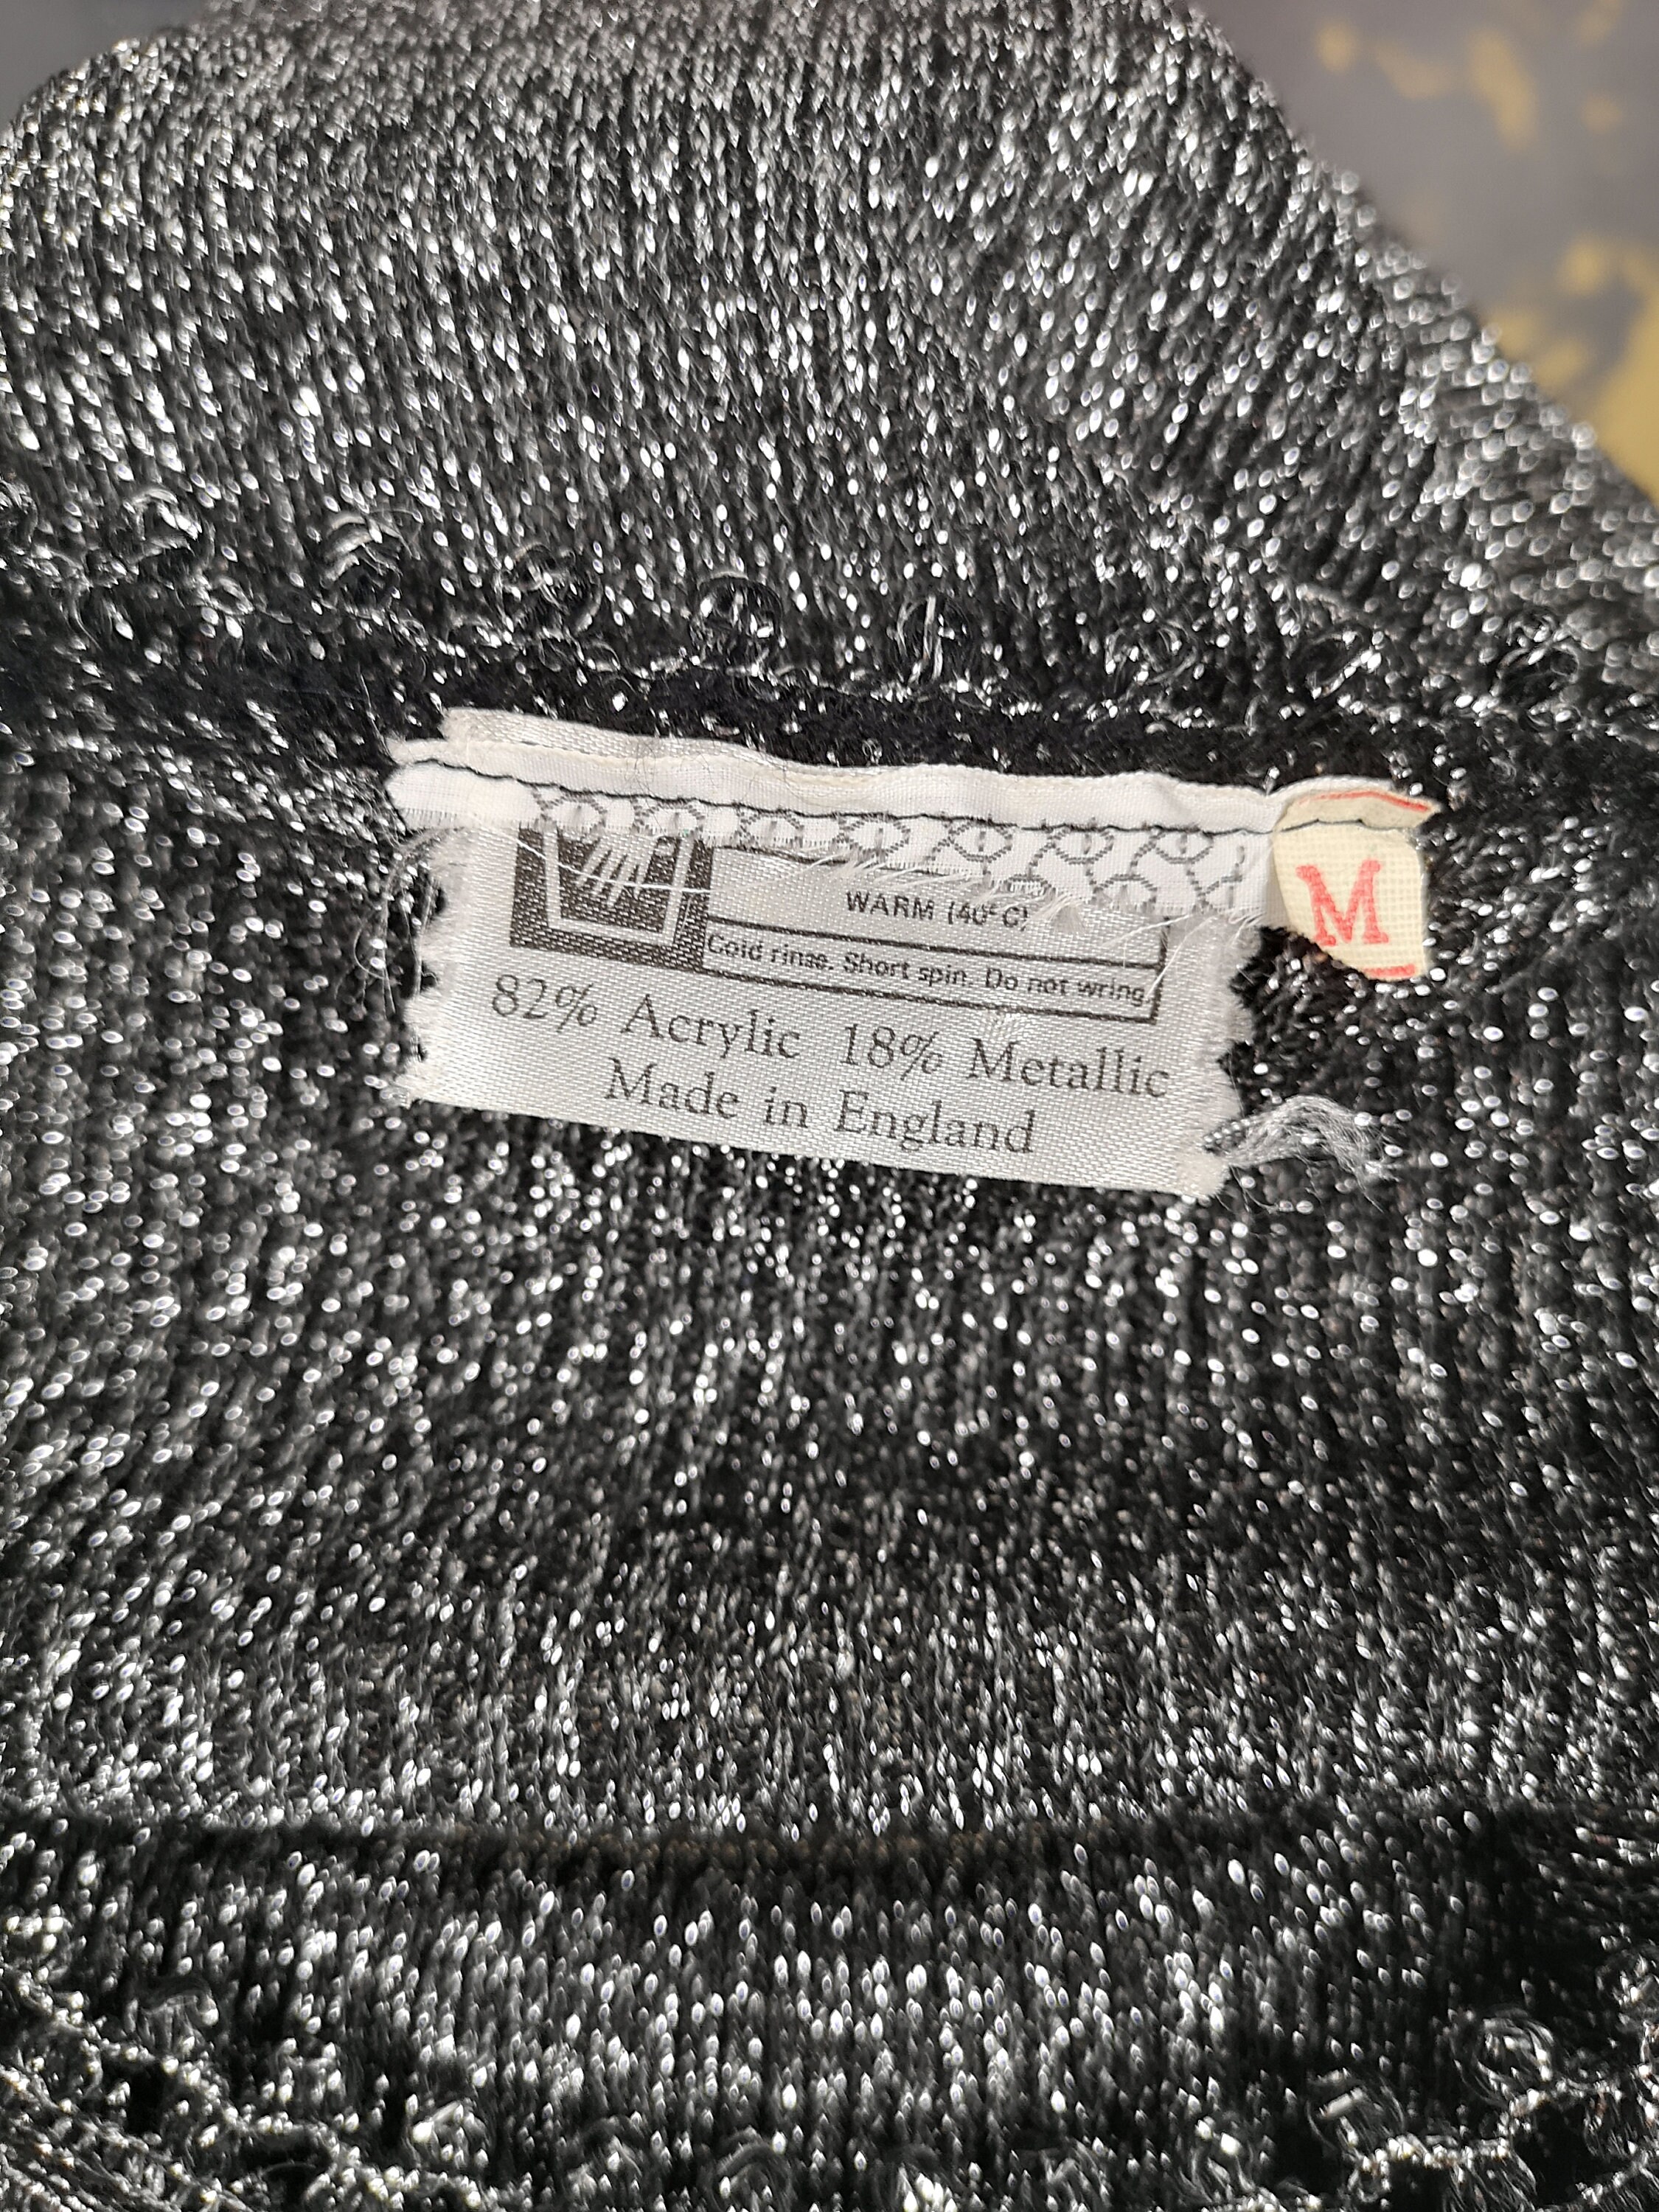 WARM (40°C)
Cold rinse. Short spin. Do not wring.
82% Acrylic 18% Metallic
Made in England
M